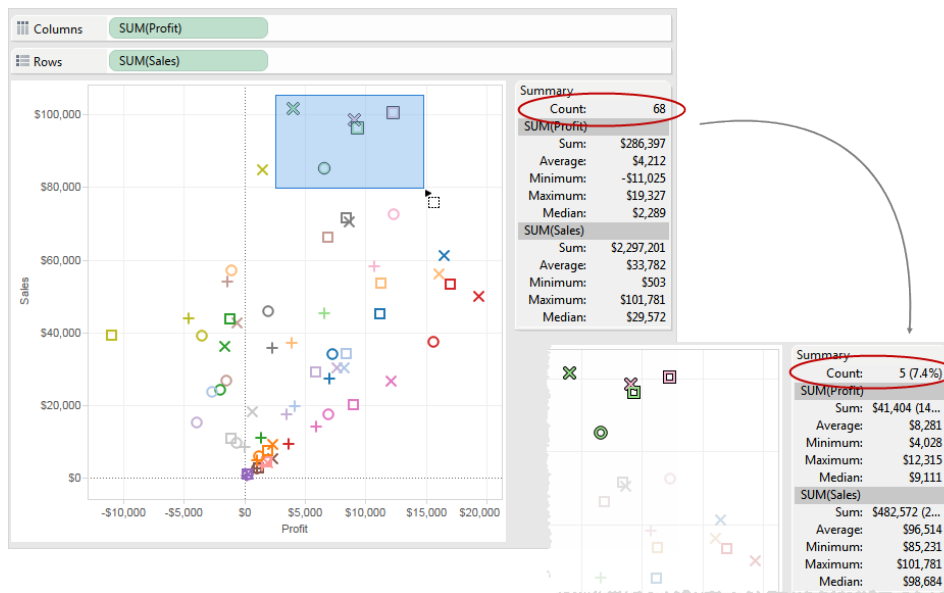 Columns SUM(Profit)
Rows SUM(Sales)
Summary
Count: 68
SUM(Profit)
Sum: $286,397
Average: $4,212
Minimum: -$11,025
Maximum: $19,327
Median: $2,289
SUM(Sales)
Sum: $2,297,201
Average: $33,782
Minimum: $503
Maximum: $101,781
Median: $29,572
Sales
$100,000
$80,000
$60,000
$40,000
$20,000
$0
-$10,000 -$5,000 $0 $5,000 $10,000 $15,000 $20,000
Profit
Summary
Count: 5 (7.4%)
SUM(Profit)
Sum: $41,404 (14...
Average: $8,281
Minimum: $4,028
Maximum: $12,315
Median: $9,111
SUM(Sales)
Sum: $482,572 (2...
Average: $96,514
Minimum: $85,231
Maximum: $101,781
Median: $98,684